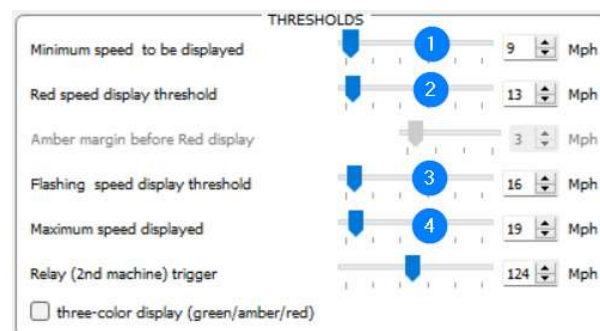 THRESHOLDS
Minimum speed to be displayed 1 9 Mph
Red speed display threshold 2 13 Mph
Amber margin before Red display 3 Mph
Flashing speed display threshold 3 16 Mph
Maximum speed displayed 4 19 Mph
Relay (2nd machine) trigger 124 Mph
three-color display (green/amber/red)